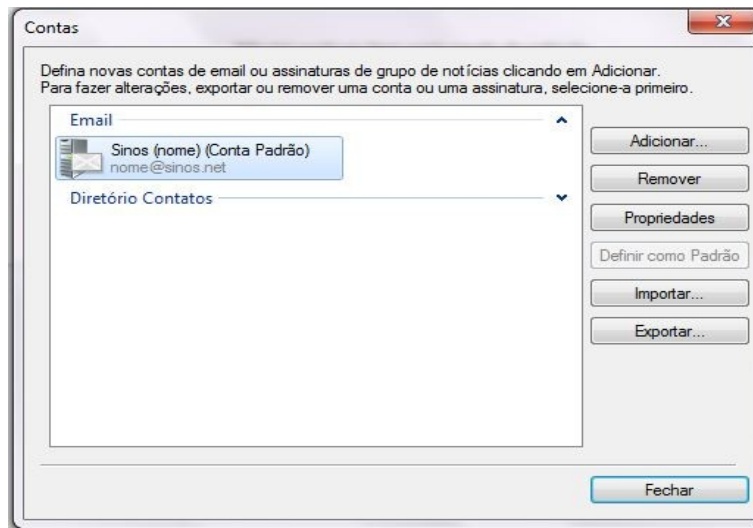 Contas
Defina novas contas de email ou assinaturas de grupo de notícias clicando em Adicionar.
Para fazer alterações, exportar ou remover uma conta ou uma assinatura, selecione-a primeiro.
Email
Sinos (nome) (Conta Padrão)
nome@sinos.net
Diretório Contatos
Adicionar...
Remover
Propriedades
Definir como Padrão
Importar...
Exportar...
Fechar